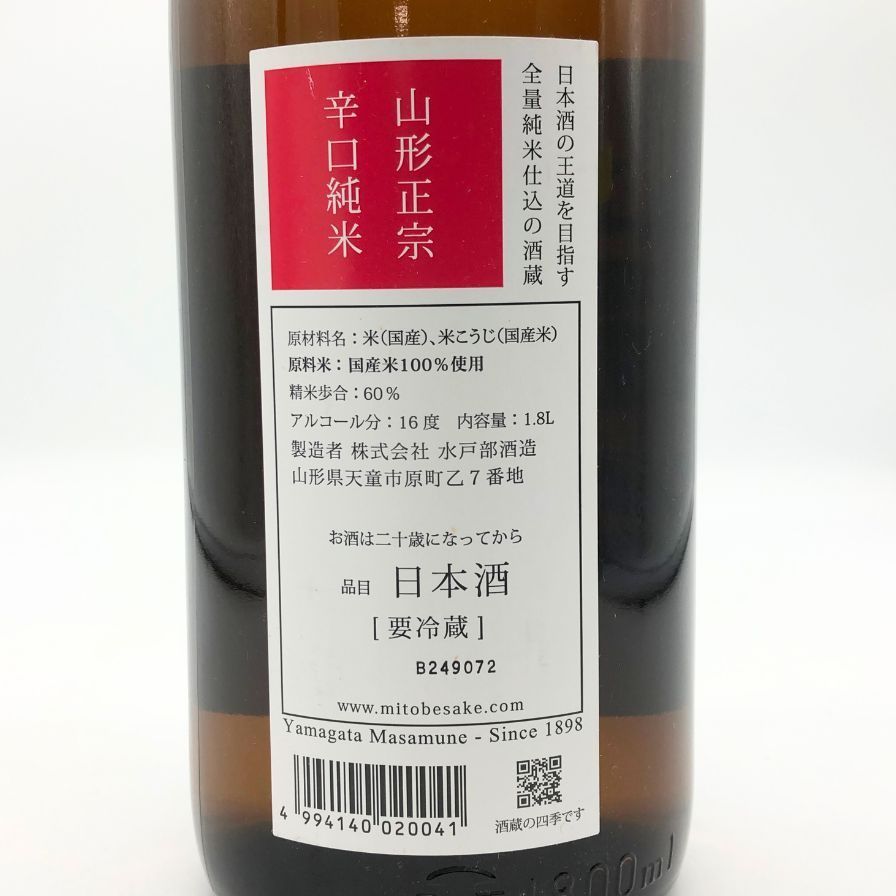 日本酒の王道を目指す
全量純米仕込の酒蔵
山形正宗
辛口純米
原材料名：米（国産）、米こうじ（国産米）
原料米：国産米100％使用
精米歩合：60％
アルコール分：16度　内容量：1.8L
製造者 株式会社 水戸部酒造
山形県天童市原町乙7番地
お酒は二十歳になってから
品目 日本酒
[要冷蔵]
B249072
www.mitobesake.com
Yamagata Masamune - Since 1898
4 994140 020041
酒蔵の四季です
1800ml